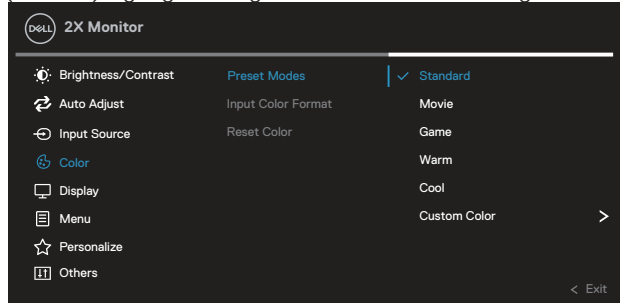 DELL 2X Monitor
Brightness/Contrast Preset Modes Standard
Auto Adjust Input Color Format Movie
Input Source Reset Color Game
Color Warm
Display Cool
Menu Custom Color >
Personalize
Others
< Exit